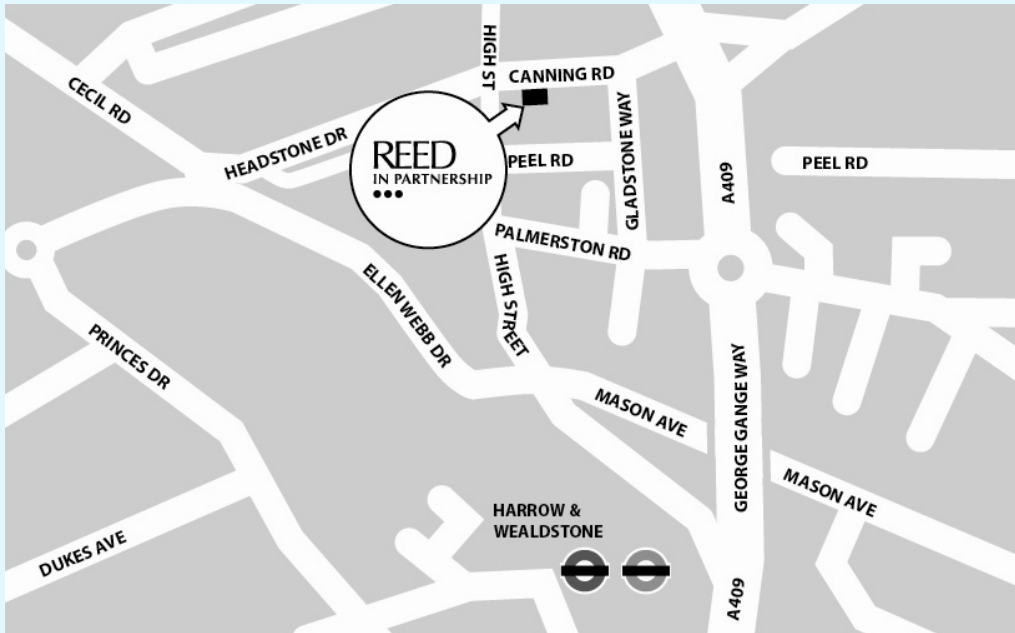 HIGH ST
CANNING RD
CECIL RD
HEADSTONE DR
REED
IN PARTNERSHIP
PEEL RD
GLADSTONE WAY
A409
PEEL RD
PALMERSTON RD
HIGH STREET
ELLEN WEBB DR
PRINCES DR
MASON AVE
GEORGE GANGE WAY
MASON AVE
HARROW &
WEALDSTONE
DUKES AVE
A409